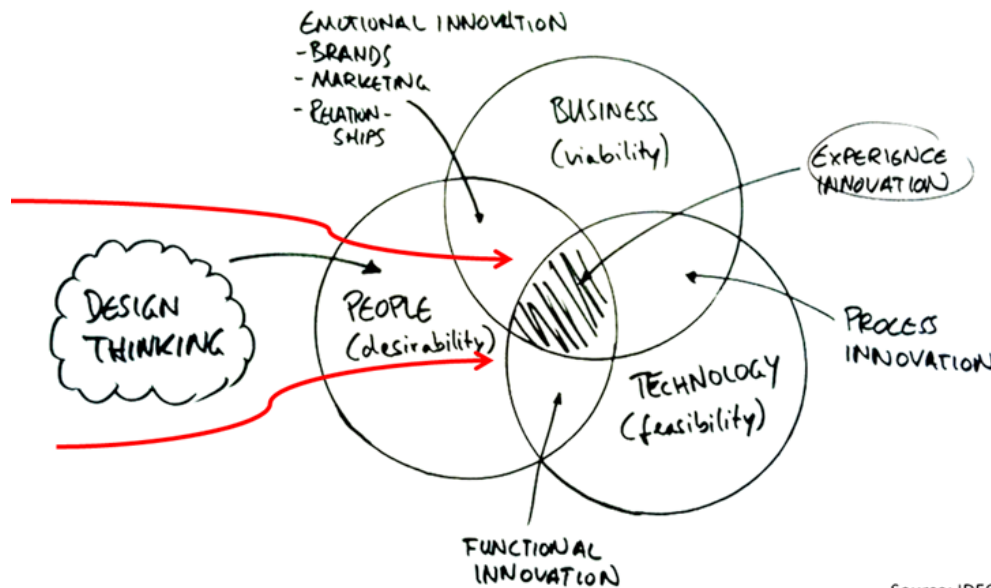 EMOTIONAL INNOVATION
- BRANDS
- MARKETING
- RELATION-
SHIPS
BUSINESS
(viability)
EXPERIENCE
INNOVATION
DESIGN
THINKING
PEOPLE
(desirability)
PROCESS
INNOVATION
TECHNOLOGY
(feasibility)
FUNCTIONAL
INNOVATION